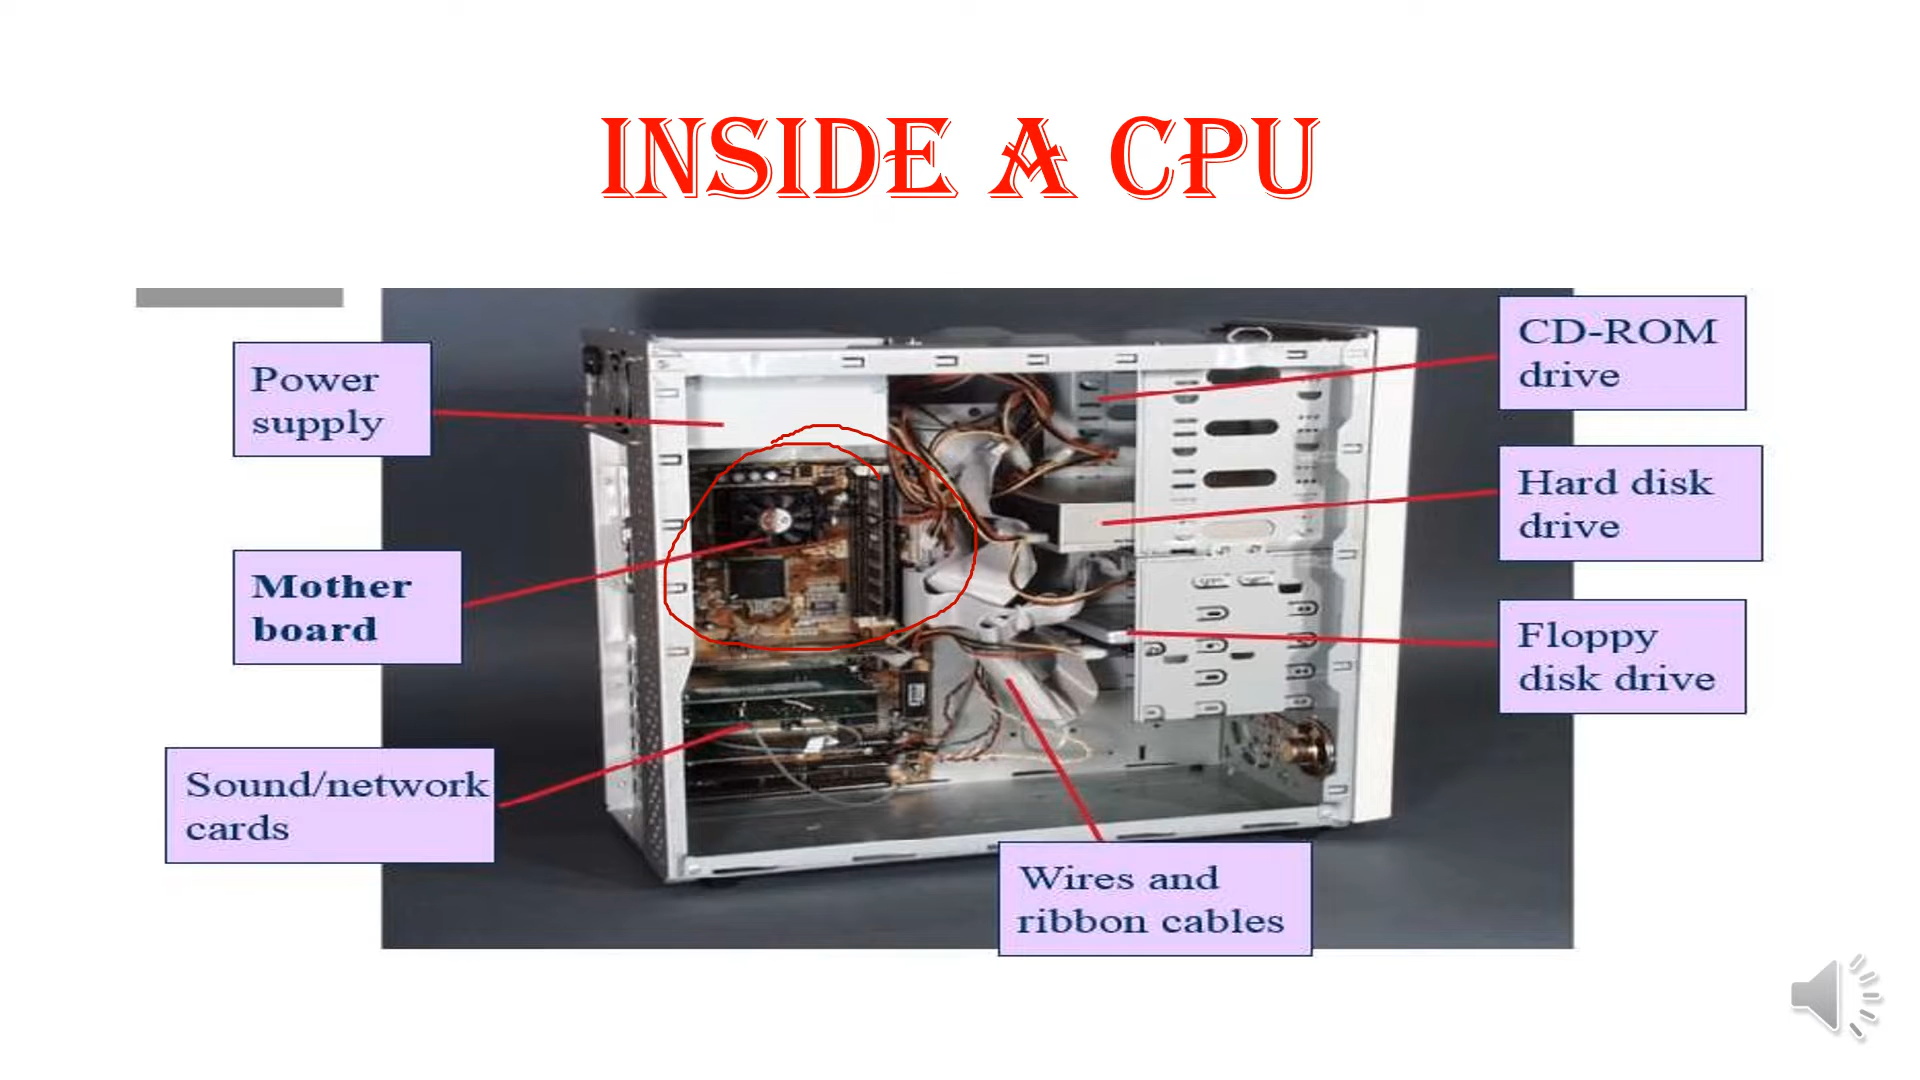 INSIDE A CPU
Power
supply
CD-ROM
drive
Hard disk
drive
Mother
board
Floppy
disk drive
Sound/network
cards
Wires and
ribbon cables